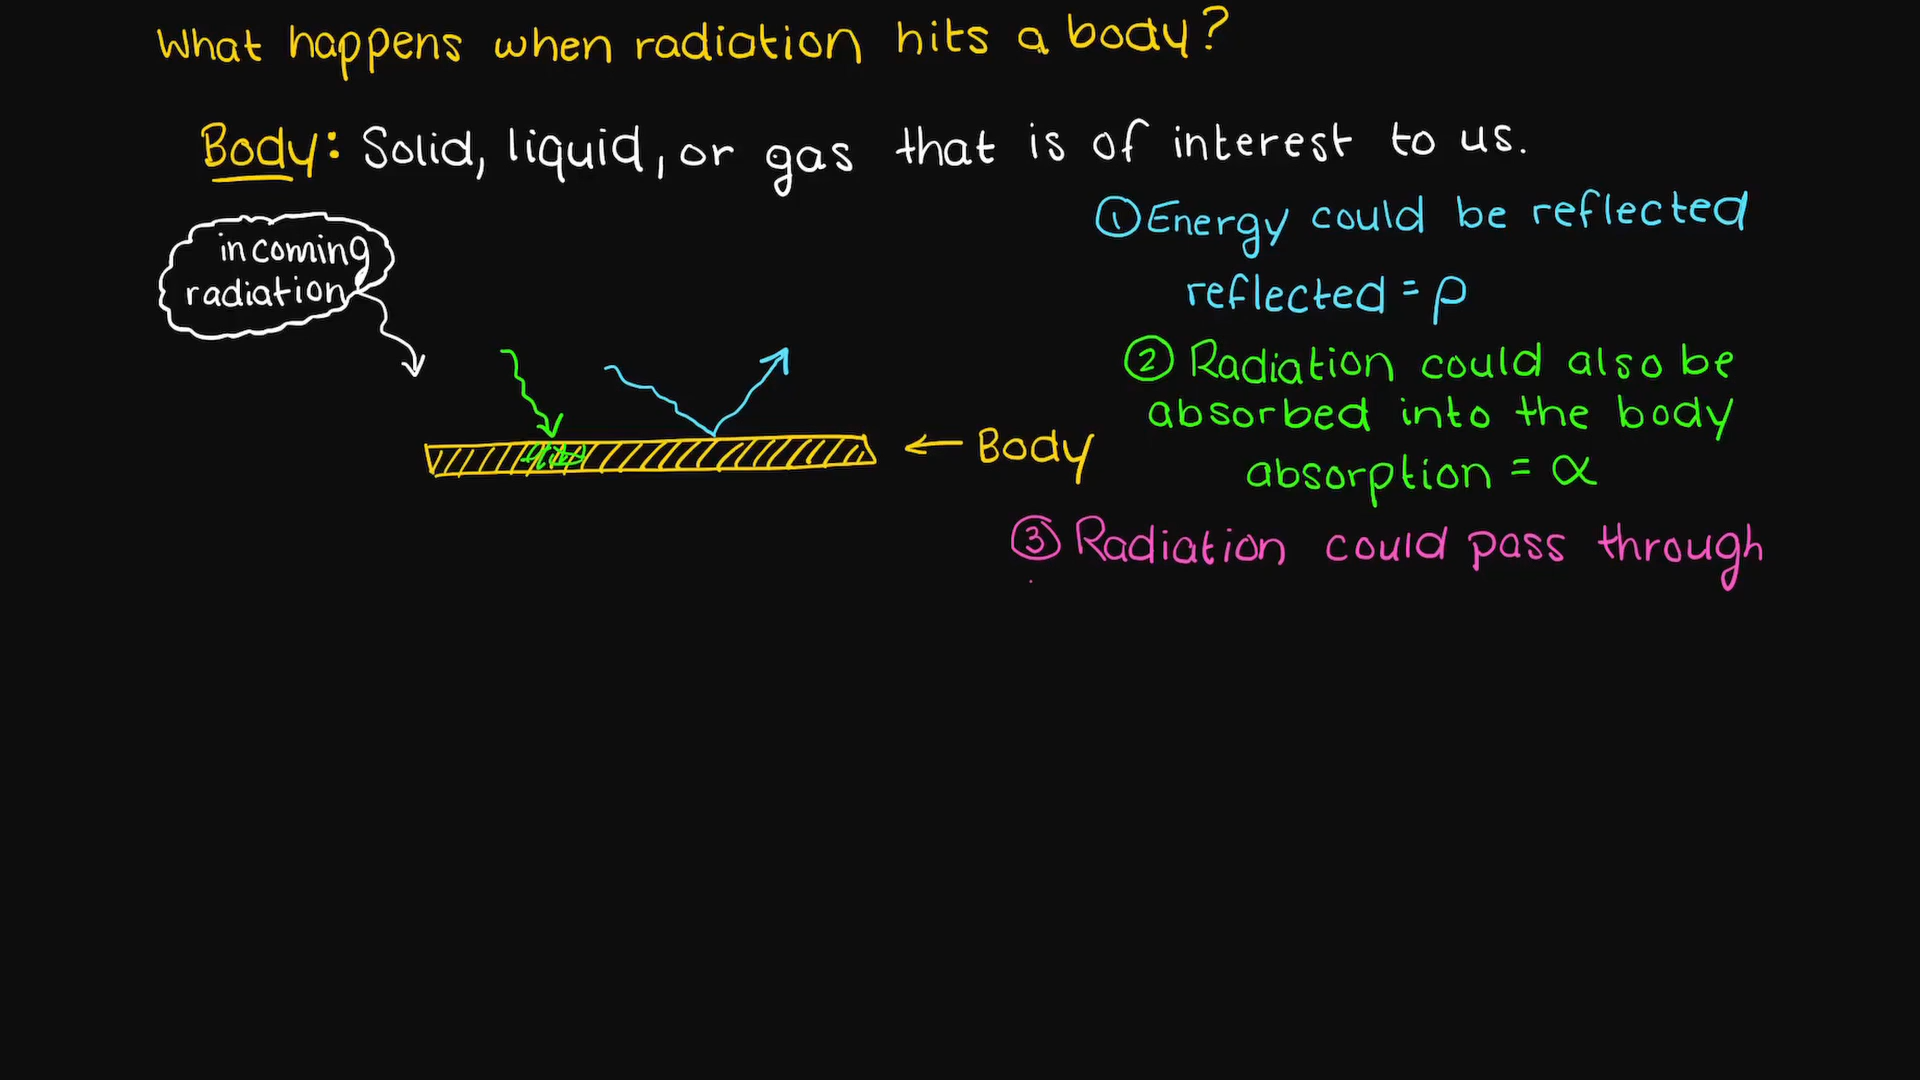 What happens when radiation hits a body?
Body: Solid, liquid, or gas that is of interest to us.
incoming
radiation
① Energy could be reflected
reflected = ρ
② Radiation could also be
absorbed into the body
← Body
absorption = α
③ Radiation could pass through